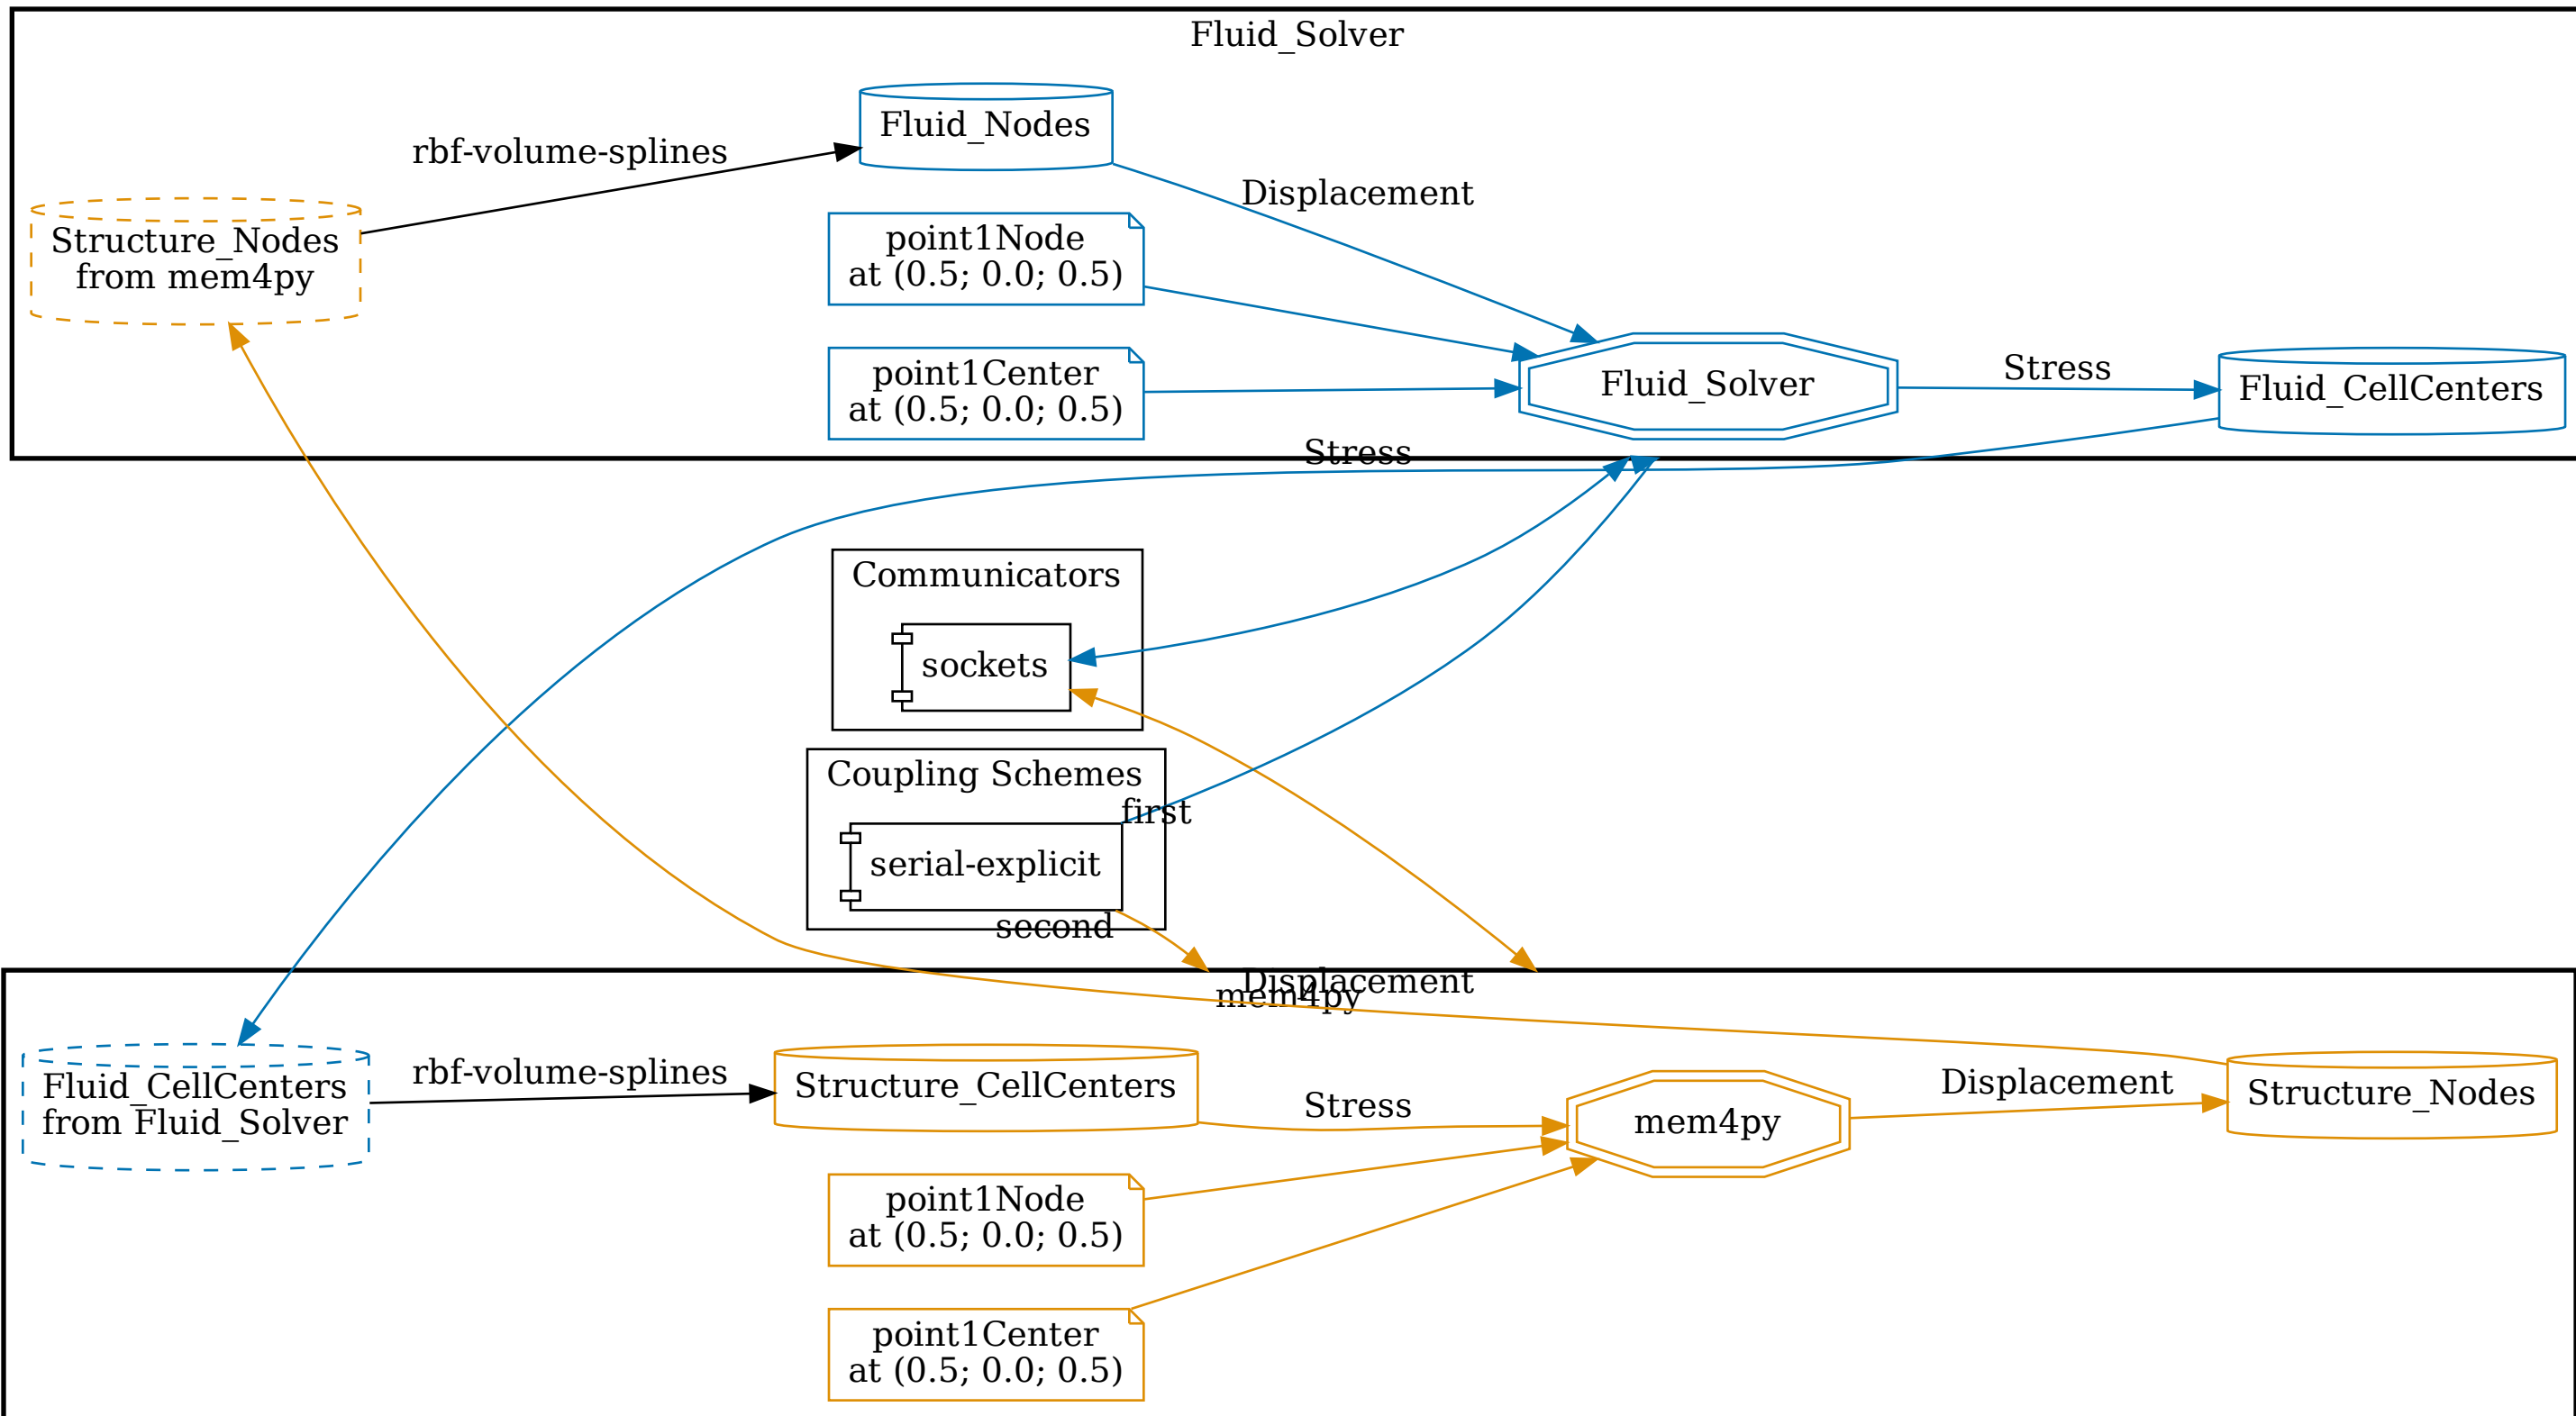 Fluid_Solver
Fluid_Nodes
rbf-volume-splines
Displacement
Structure_Nodes
from mem4py
point1Node
at (0.5; 0.0; 0.5)
point1Center
at (0.5; 0.0; 0.5)
Fluid_Solver
Stress
Fluid_CellCenters
Stress
Communicators
sockets
Coupling Schemes
first
serial-explicit
second
Displacement
mem4py
Fluid_CellCenters
from Fluid_Solver
rbf-volume-splines
Structure_CellCenters
Stress
mem4py
Displacement
Structure_Nodes
point1Node
at (0.5; 0.0; 0.5)
point1Center
at (0.5; 0.0; 0.5)